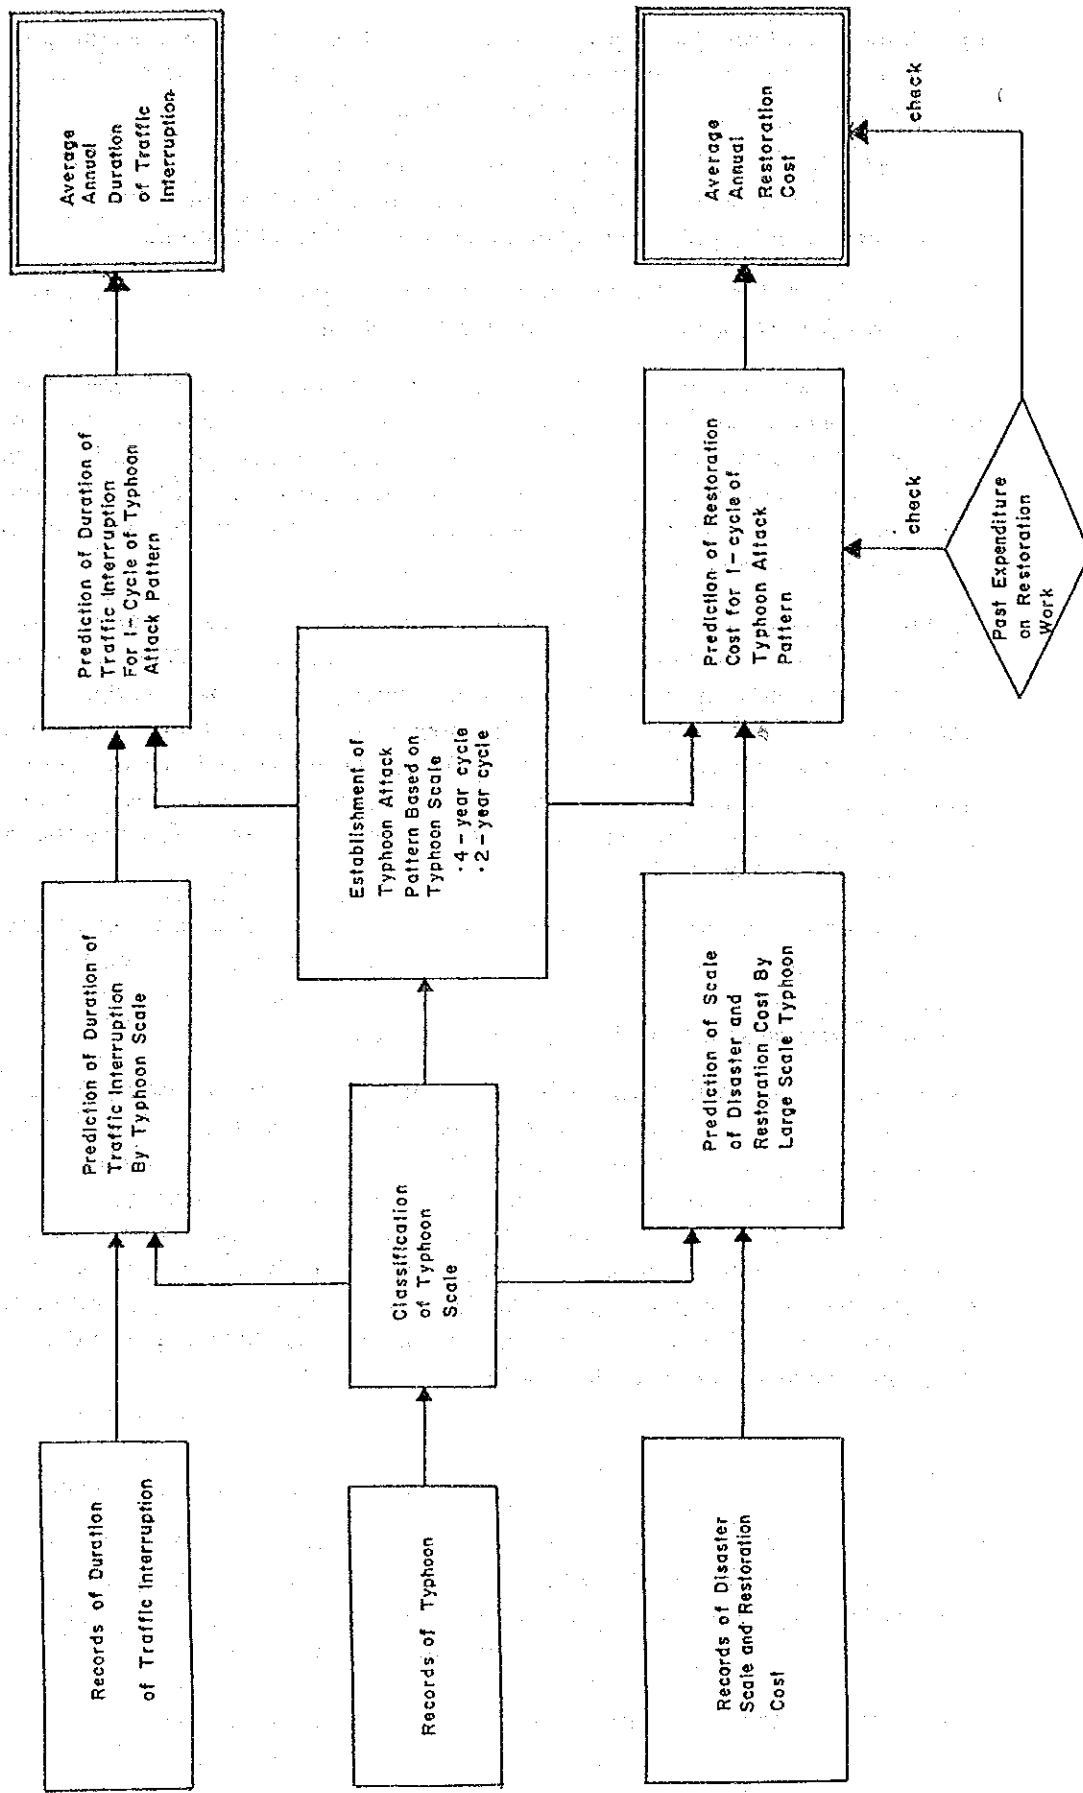 Records of Duration
of Traffic Interruption
Prediction of Duration of
Traffic Interruption
By Typhoon Scale
Prediction of Duration of
Traffic Interruption
For 1-Cycle of Typhoon
Attack Pattern
Average
Annual
Duration
of Traffic
Interruption
Records of Typhoon
Classification
of Typhoon
Scale
Establishment of
Typhoon Attack
Pattern Based on
Typhoon Scale
·4-year cycle
·2-year cycle
Records of Disaster
Scale and Restoration
Cost
Prediction of Scale
of Disaster and
Restoration Cost By
Large Scale Typhoon
Prediction of Restoration
Cost for 1-cycle of
Typhoon Attack
Pattern
Average
Annual
Restoration
Cost
check
check
Past Expenditure
on Restoration
Work